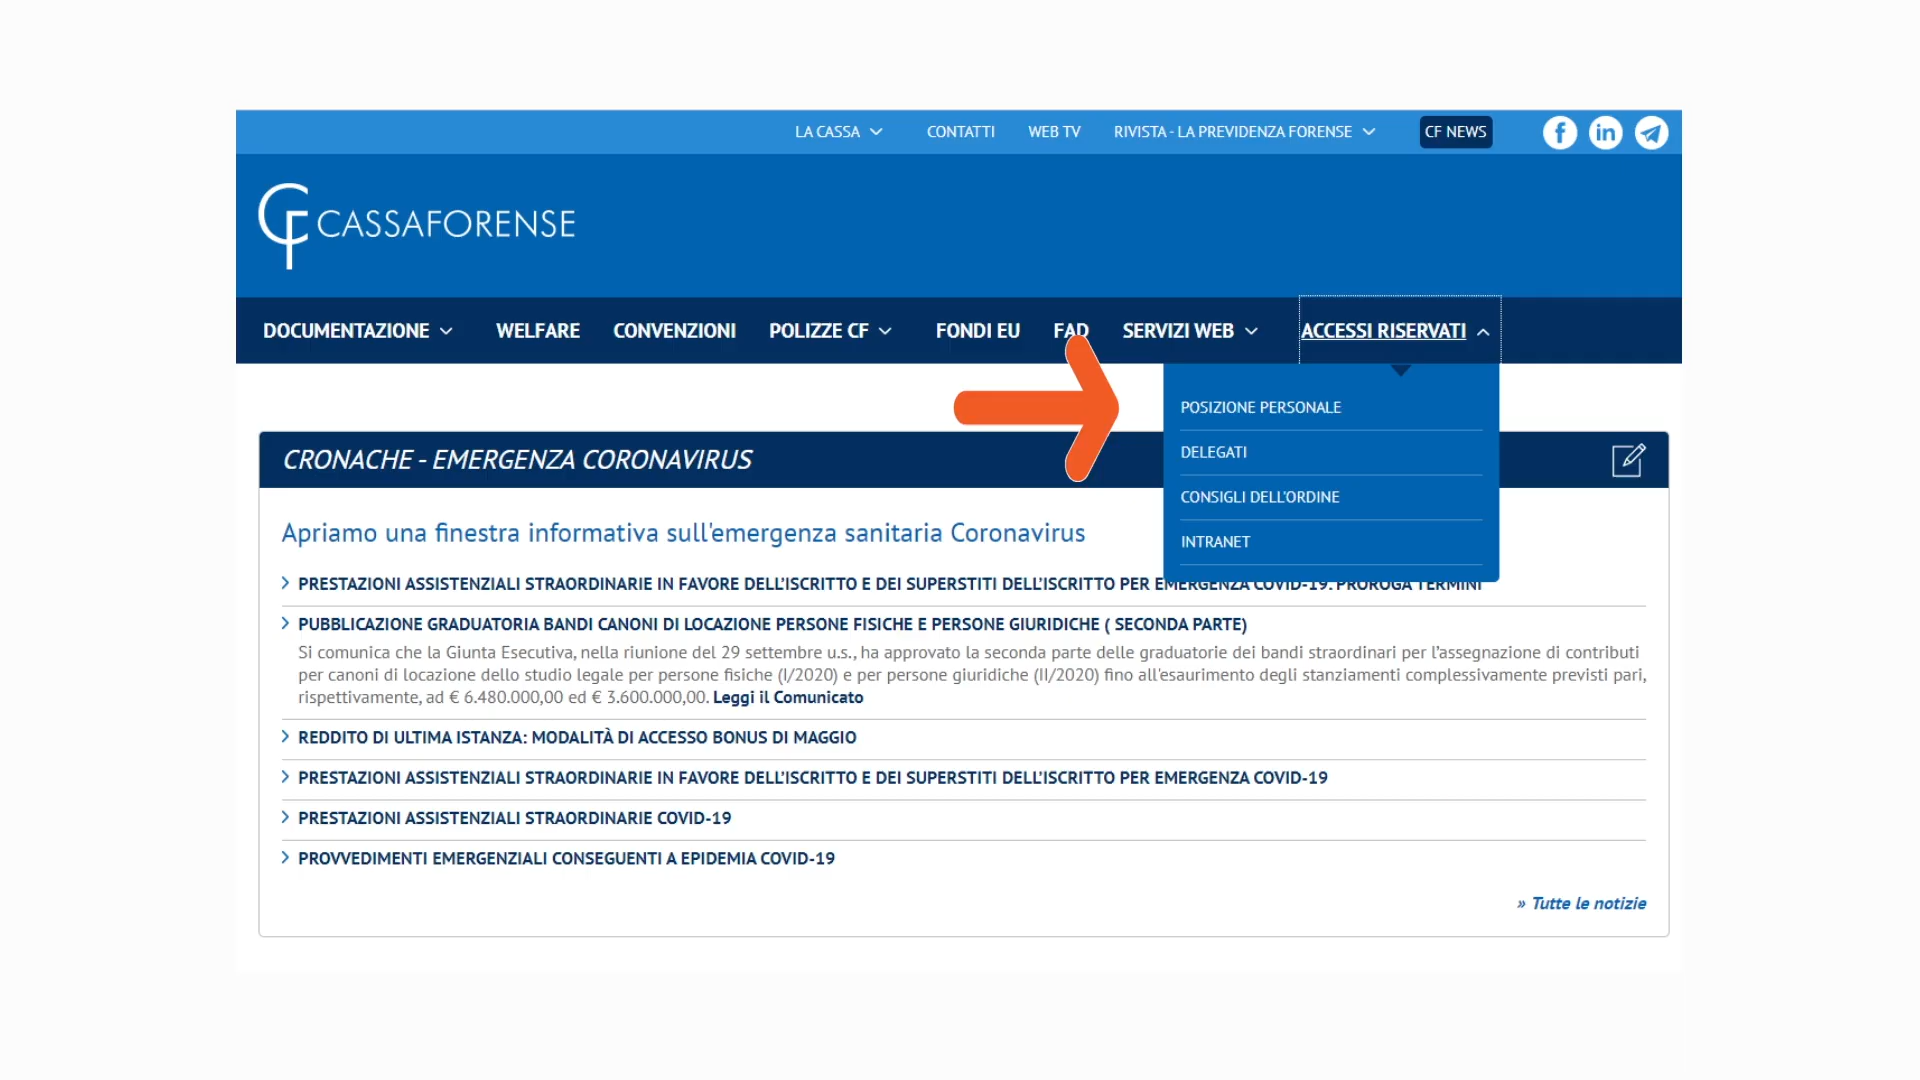 LA CASSA CONTATTI WEB TV RIVISTA - LA PREVIDENZA FORENSE CF NEWS
CASSAFORENSE
DOCUMENTAZIONE WELFARE CONVENZIONI POLIZZE CF FONDI EU FAD SERVIZI WEB ACCESSI RISERVATI
POSIZIONE PERSONALE
DELEGATI
CONSIGLI DELL'ORDINE
INTRANET
CRONACHE - EMERGENZA CORONAVIRUS
Apriamo una finestra informativa sull'emergenza sanitaria Coronavirus
PRESTAZIONI ASSISTENZIALI STRAORDINARIE IN FAVORE DELL'ISCRITTO E DEI SUPERSTITI DELL'ISCRITTO PER EMERGENZA COVID-19: PROROGA TERMINI
PUBBLICAZIONE GRADUATORIA BANDI CANONI DI LOCAZIONE PERSONE FISICHE E PERSONE GIURIDICHE ( SECONDA PARTE)
Si comunica che la Giunta Esecutiva, nella riunione del 29 settembre u.s., ha approvato la seconda parte delle graduatorie dei bandi straordinari per l'assegnazione di contributi
per canoni di locazione dello studio legale per persone fisiche (I/2020) e per persone giuridiche (II/2020) fino all'esaurimento degli stanziamenti complessivamente previsti pari,
rispettivamente, ad € 6.480.000,00 ed € 3.600.000,00. Leggi il Comunicato
REDDITO DI ULTIMA ISTANZA: MODALITÀ DI ACCESSO BONUS DI MAGGIO
PRESTAZIONI ASSISTENZIALI STRAORDINARIE IN FAVORE DELL'ISCRITTO E DEI SUPERSTITI DELL'ISCRITTO PER EMERGENZA COVID-19
PRESTAZIONI ASSISTENZIALI STRAORDINARIE COVID-19
PROVVEDIMENTI EMERGENZIALI CONSEGUENTI A EPIDEMIA COVID-19
» Tutte le notizie